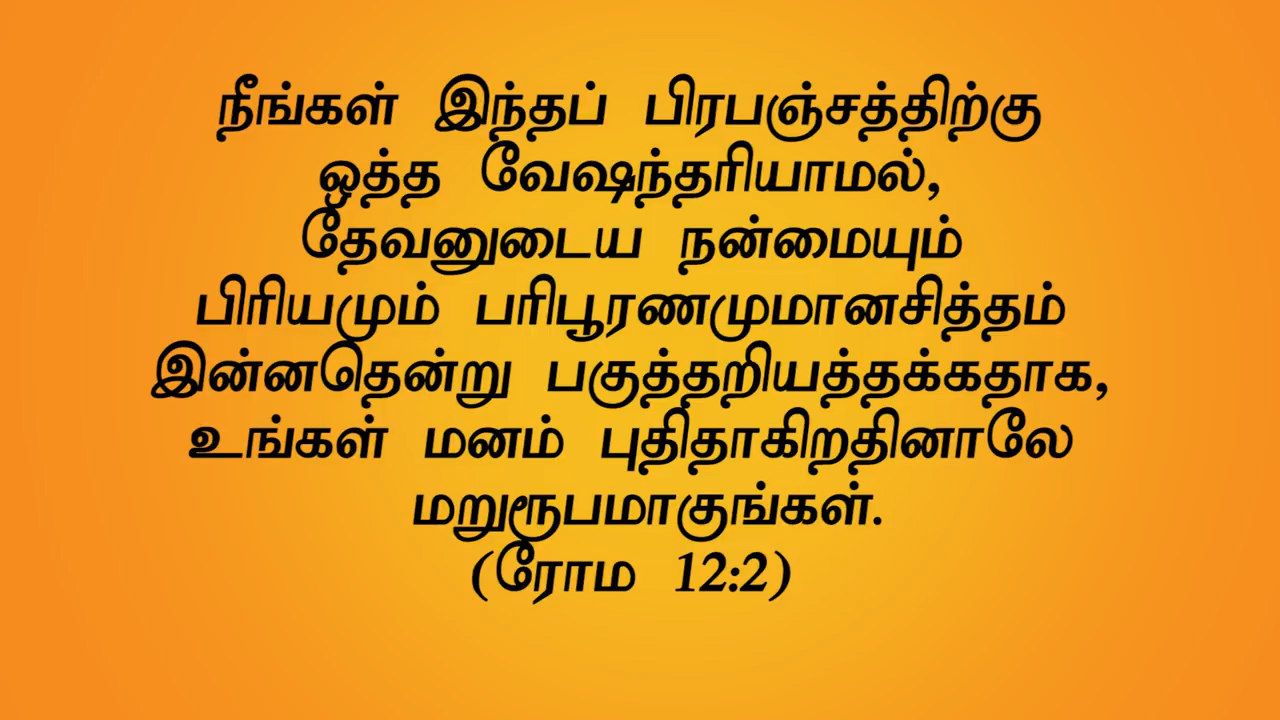 நீங்கள் இந்தப் பிரபஞ்சத்திற்கு
ஒத்த வேஷந்தரியாமல்,
தேவனுடைய நன்மையும்
பிரியமும் பரிபூரணமுமானசித்தம்
இன்னதென்று பகுத்தறியத்தக்கதாக,
உங்கள் மனம் புதிதாகிறதினாலே
மறுரூபமாகுங்கள்.
(ரோம 12:2)